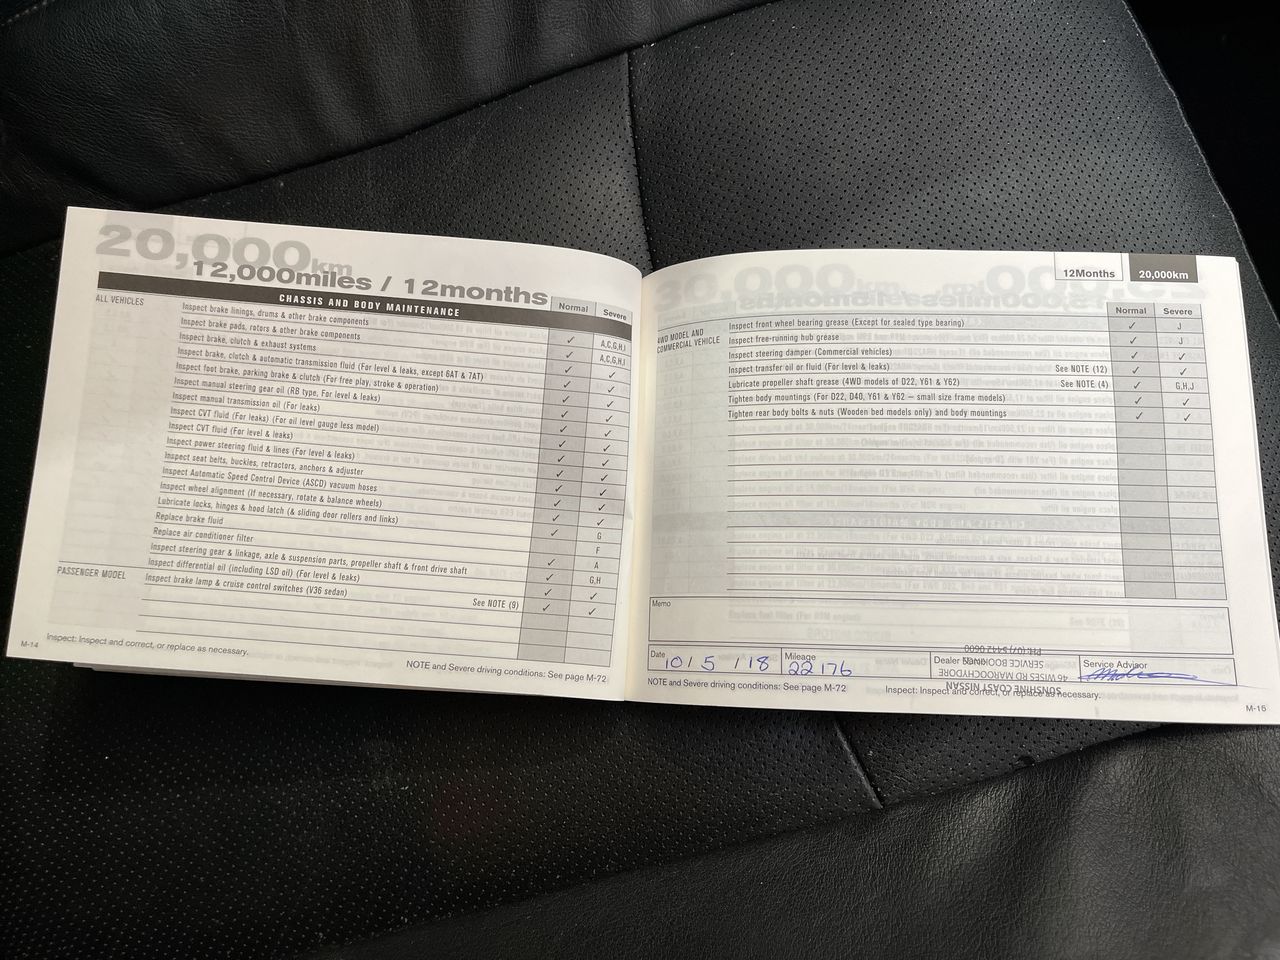 20,000km
12,000miles / 12months
CHASSIS AND BODY MAINTENANCE
Normal
Severe
ALL VEHICLES
Inspect brake linings, drums & other brake components ✓ A,C,G,H,I
Inspect brake pads, rotors & other brake components ✓ A,C,G,H,I
Inspect brake, clutch & exhaust systems ✓ ✓
Inspect brake, clutch & automatic transmission fluid (For level & leaks, except 6AT & 7AT) ✓ ✓
Inspect foot brake, parking brake & clutch (For free play, stroke & operation) ✓ ✓
Inspect manual steering gear oil (RB type, For level & leaks) ✓ ✓
Inspect manual transmission oil (For leaks) ✓ ✓
Inspect CVT fluid (For leaks) (For oil level gauge less model) ✓ ✓
Inspect CVT fluid (For level & leaks) ✓ ✓
Inspect power steering fluid & lines (For level & leaks) ✓ ✓
Inspect seat belts, buckles, retractors, anchors & adjuster ✓ ✓
Inspect Automatic Speed Control Device (ASCD) vacuum hoses ✓ ✓
Inspect wheel alignment (If necessary, rotate & balance wheels) ✓ ✓
Lubricate locks, hinges & hood latch (& sliding door rollers and links) ✓ G
Replace brake fluid F
Replace air conditioner filter ✓ A
Inspect steering gear & linkage, axle & suspension parts, propeller shaft & front drive shaft ✓ G,H
PASSENGER MODEL
Inspect differential oil (including LSD oil) (For level & leaks) ✓ ✓
Inspect brake lamp & cruise control switches (V36 sedan) See NOTE (9) ✓ ✓
Inspect: Inspect and correct, or replace as necessary.
M-14
NOTE and Severe driving conditions: See page M-72
12Months
20,000km
Normal
Severe
4WD MODEL AND
COMMERCIAL VEHICLE
Inspect front wheel bearing grease (Except for sealed type bearing) ✓ J
Inspect free-running hub grease ✓ J
Inspect steering damper (Commercial vehicles) ✓ ✓
Inspect transfer oil or fluid (For level & leaks) See NOTE (12) ✓ ✓
Lubricate propeller shaft grease (4WD models of D22, Y61 & Y62) See NOTE (4) ✓ G,H,J
Tighten body mountings (For D22, D40, Y61 & Y62 – small size frame models) ✓ ✓
Tighten rear body bolts & nuts (Wooden bed models only) and body mountings ✓ ✓
Memo
Date 10/5/18
Mileage 22176
Dealer Name
SUNSHINE COAST NISSAN
46 WISES RD MAROOCHYDORE
SERVICE BOOKINGS
PH: (07) 5412 0600
Service Advisor
NOTE and Severe driving conditions: See page M-72
Inspect: Inspect and correct, or replace as necessary.
M-15